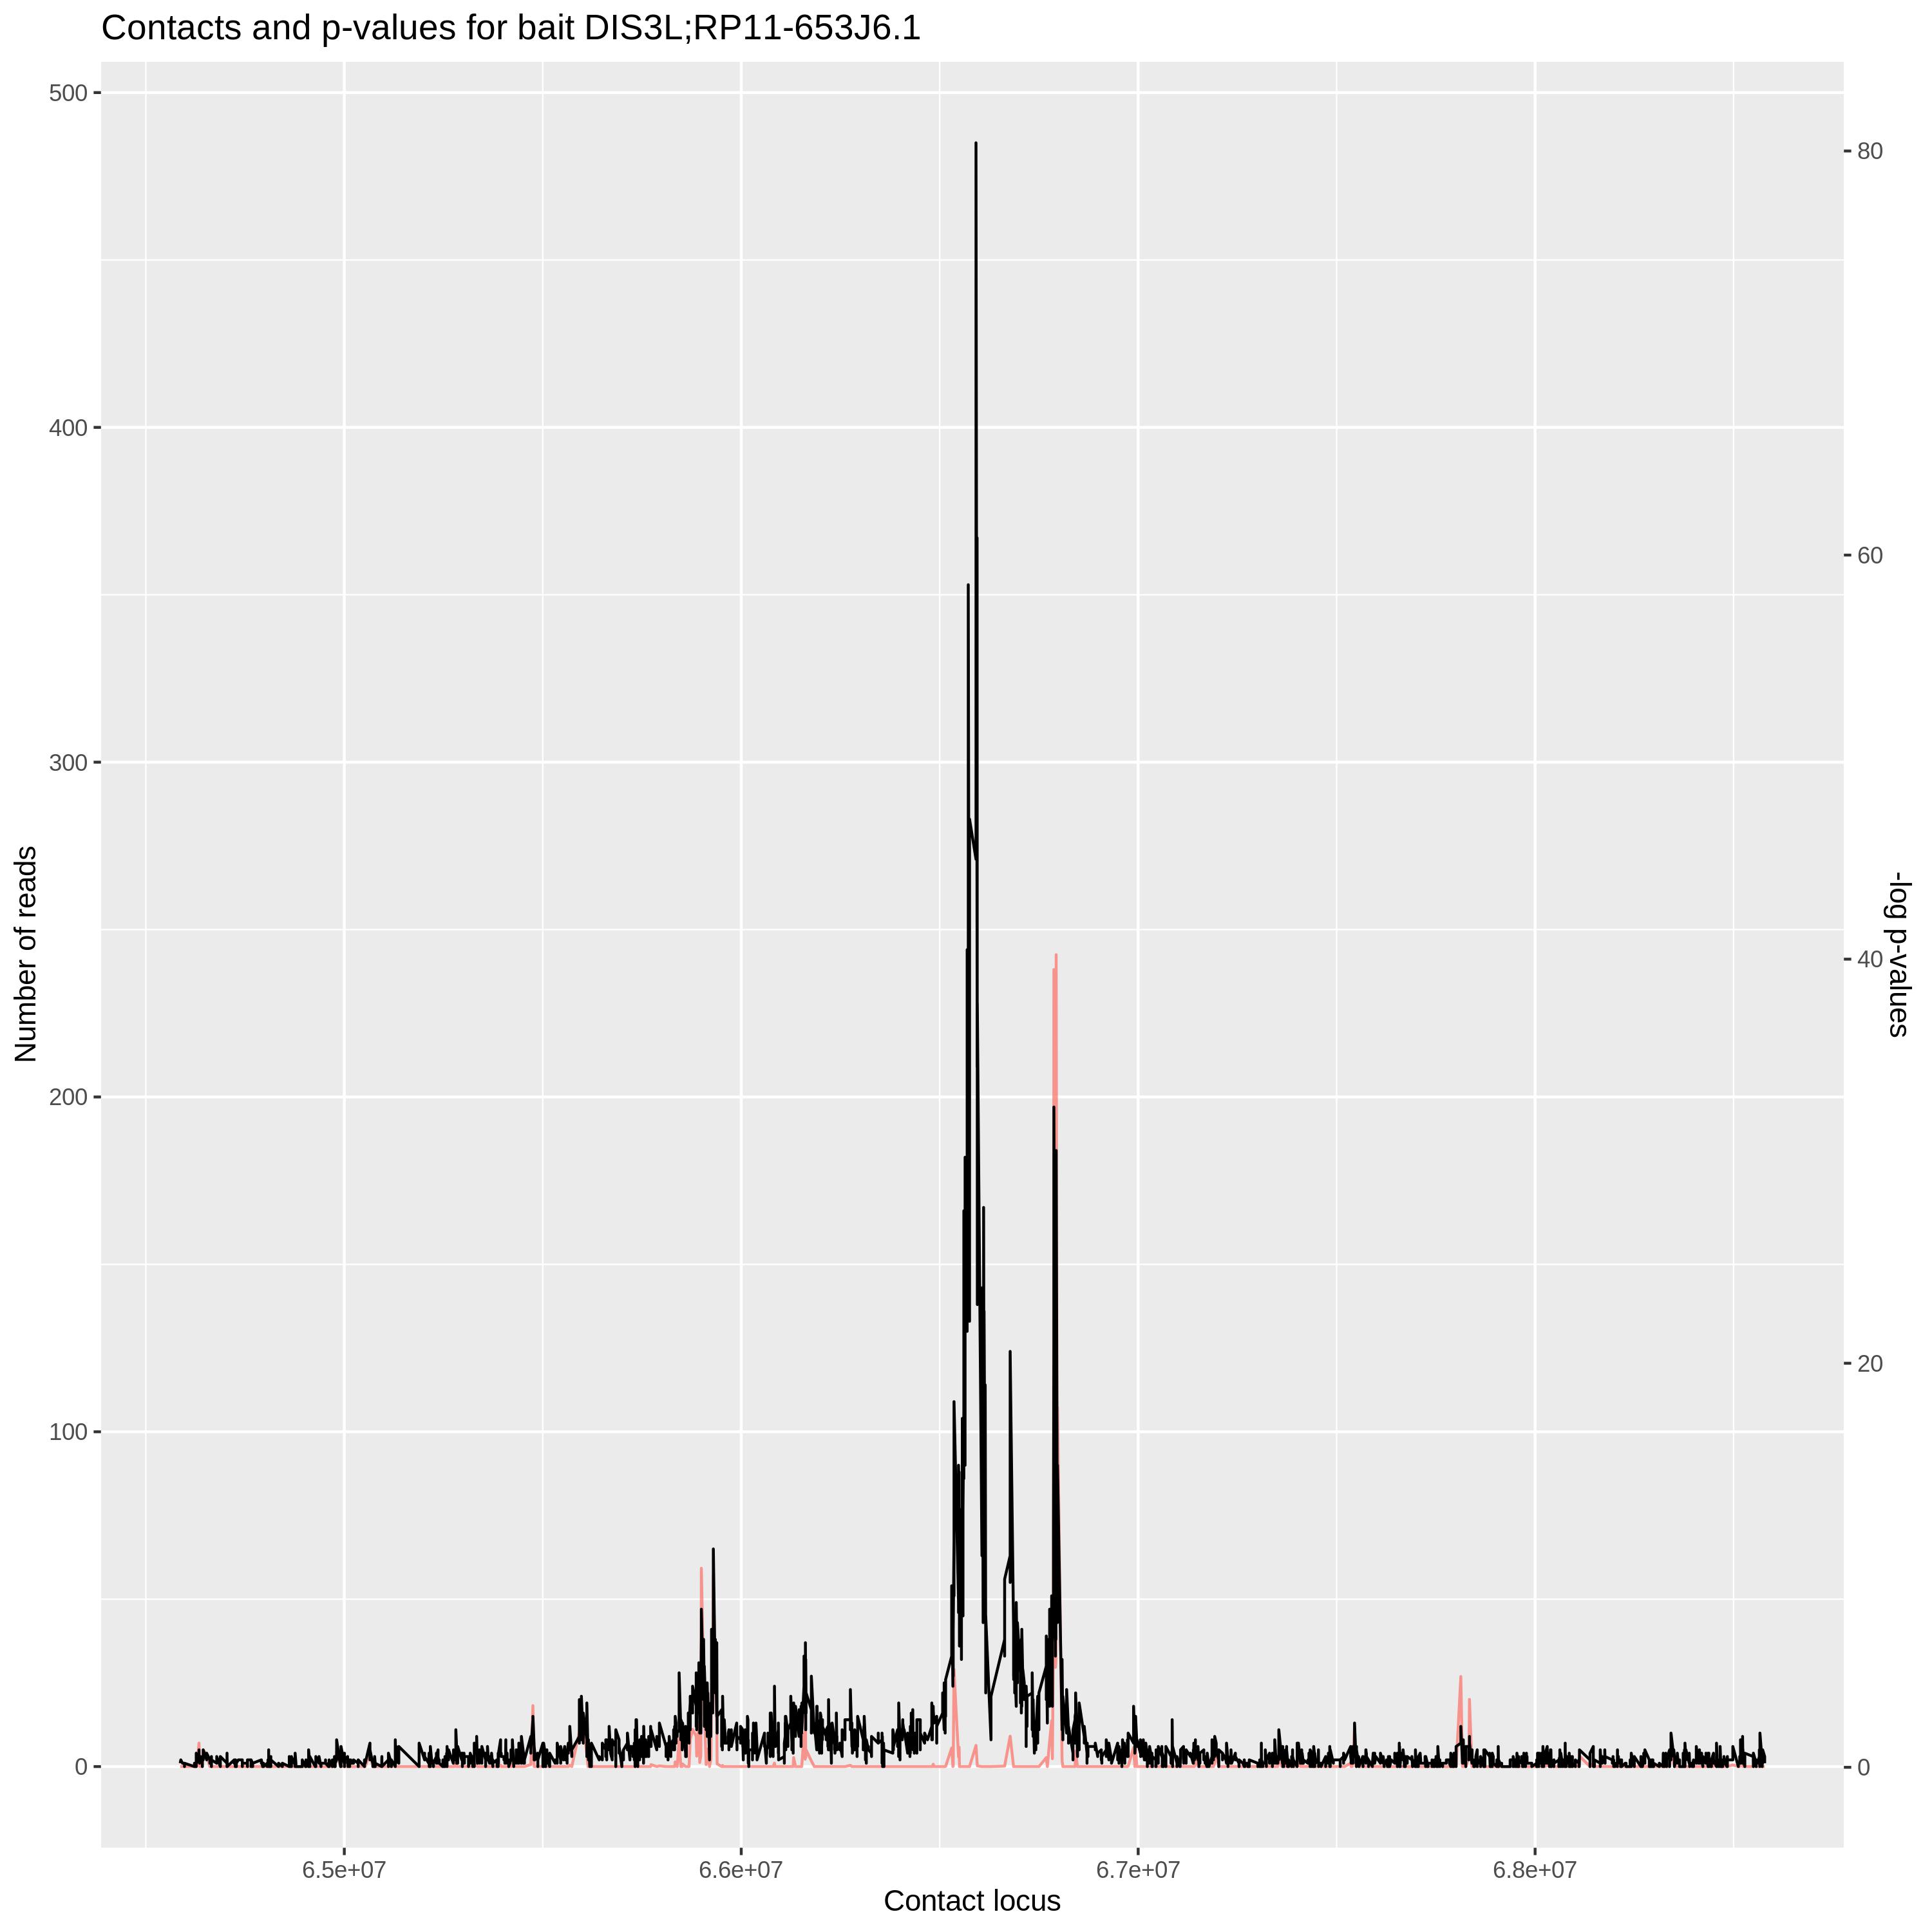 Contacts and p-values for bait DIS3L;RP11-653J6.1
500
400
300
200
100
0
Number of reads
80
60
40
20
0
-log p-values
6.5e+07
6.6e+07
6.7e+07
6.8e+07
Contact locus